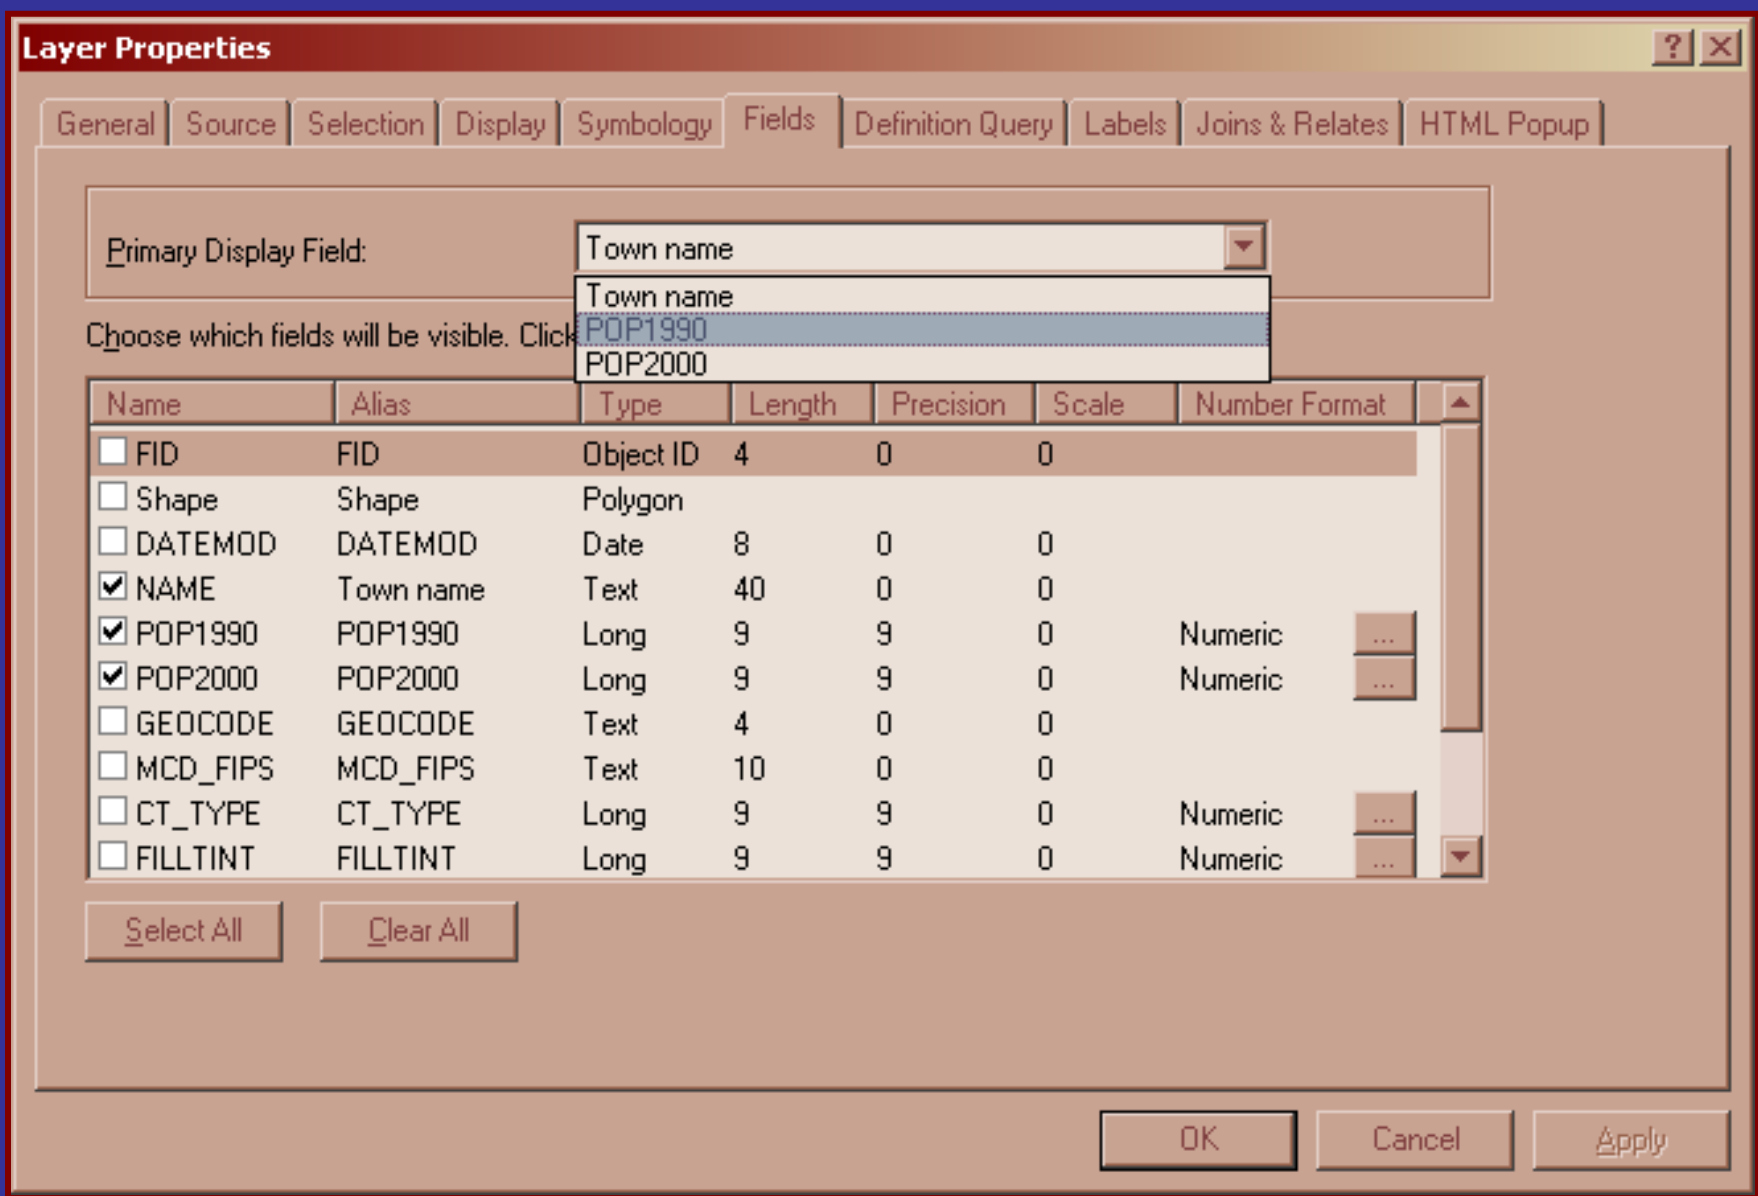 Layer Properties
General Source Selection Display Symbology Fields Definition Query Labels Joins & Relates HTML Popup
Primary Display Field: Town name
Town name
Choose which fields will be visible. Click POP1990
POP2000
Name Alias Type Length Precision Scale Number Format
FID FID Object ID 4 0 0
Shape Shape Polygon
DATEMOD DATEMOD Date 8 0 0
NAME Town name Text 40 0 0
POP1990 POP1990 Long 9 9 0 Numeric ...
POP2000 POP2000 Long 9 9 0 Numeric ...
GEOCODE GEOCODE Text 4 0 0
MCD_FIPS MCD_FIPS Text 10 0 0
CT_TYPE CT_TYPE Long 9 9 0 Numeric ...
FILLTINT FILLTINT Long 9 9 0 Numeric ...
Select All Clear All
OK Cancel Apply